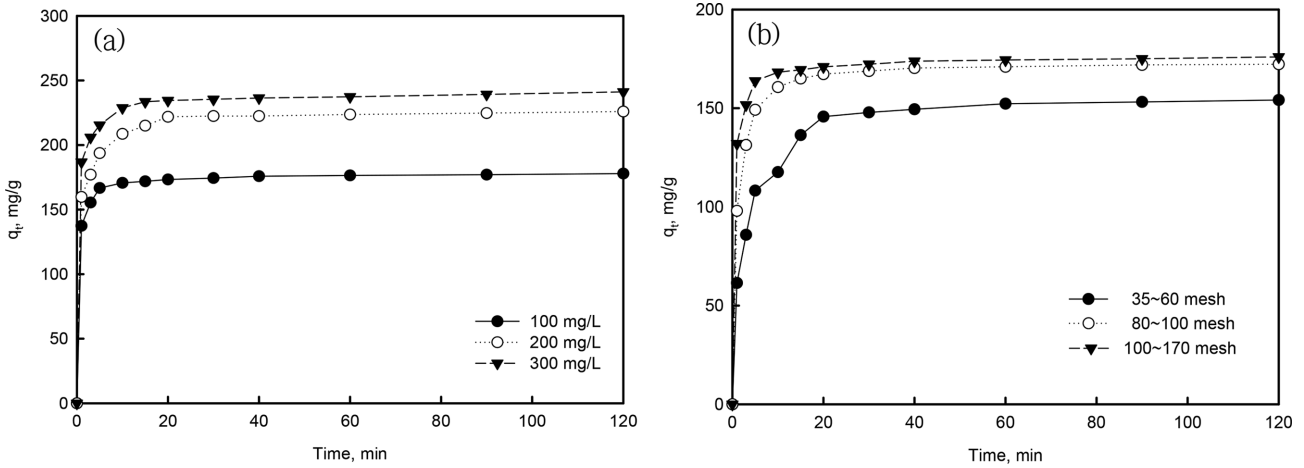 (a)
300
250
200
150
100
50
0
qt, mg/g
0 20 40 60 80 100 120
Time, min
100 mg/L
200 mg/L
300 mg/L
(b)
200
150
100
50
0
qt, mg/g
0 20 40 60 80 100 120
Time, min
35~60 mesh
80~100 mesh
100~170 mesh